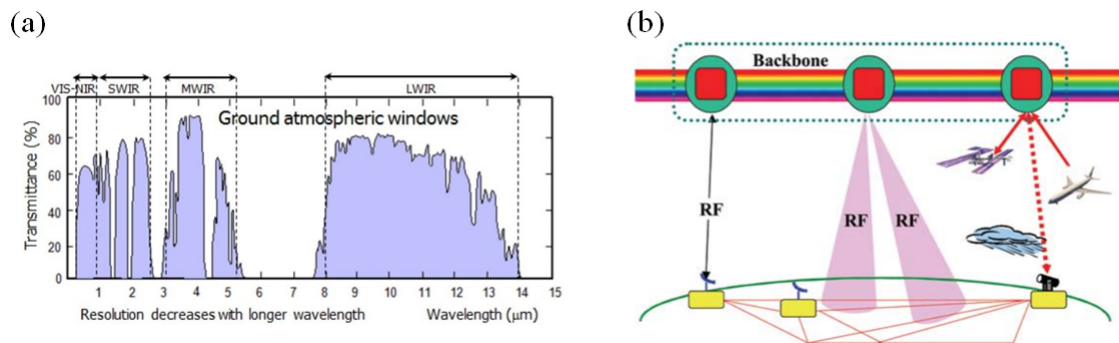 (a)
VIS-NIR SWIR MWIR LWIR
Ground atmospheric windows
Transmittance (%)
100
80
60
40
20
0
1 2 3 4 5 6 7 8 9 10 11 12 13 14 15
Resolution decreases with longer wavelength Wavelength (μm)
(b)
Backbone
RF
RF
RF